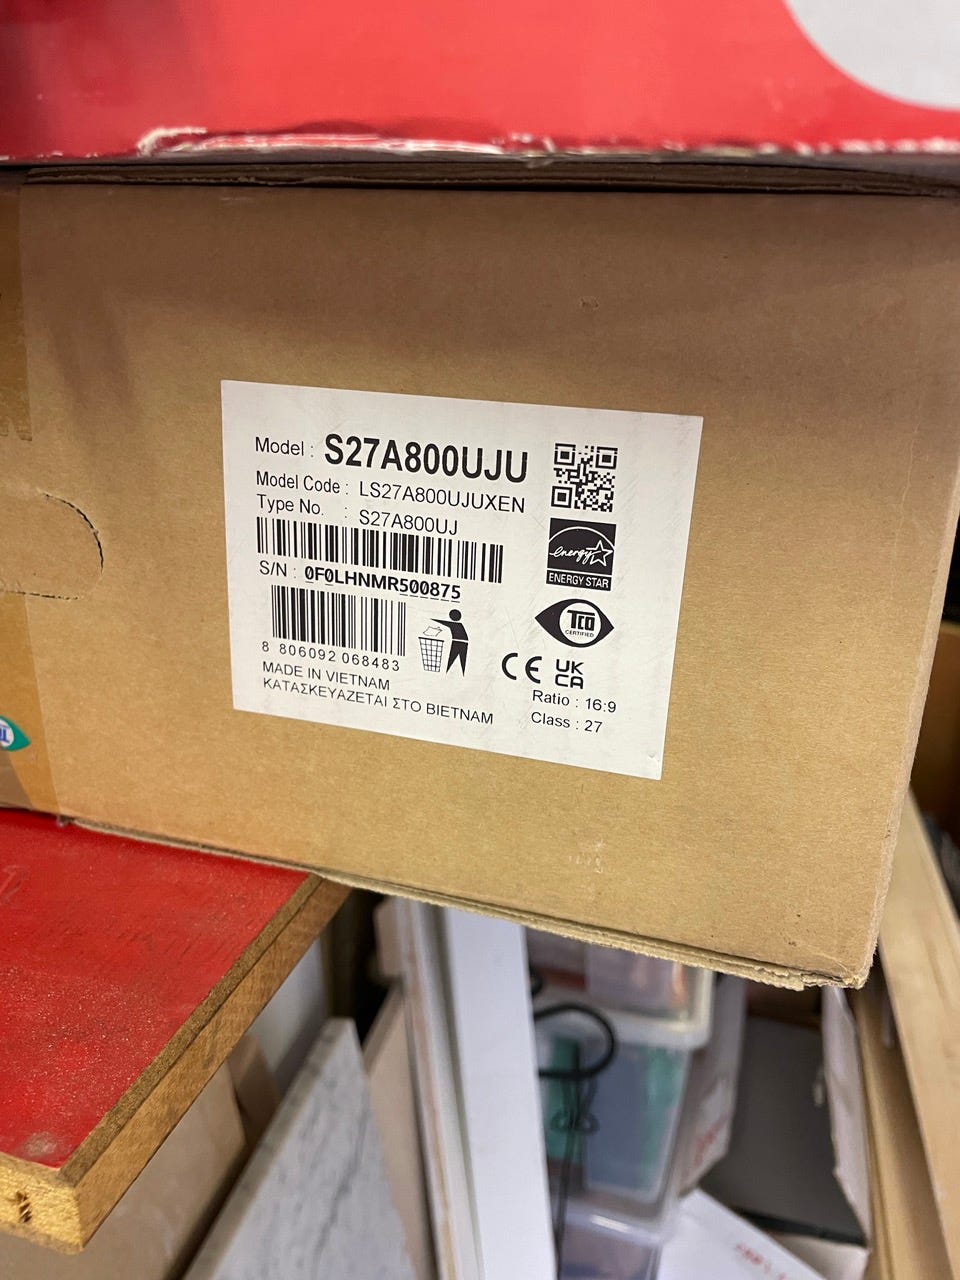 Model : S27A800UJU
Model Code : LS27A800UJUXEN
Type No. : S27A800UJ
S/N : 0F0LHNMR500875
8 806092 068483
MADE IN VIETNAM
ΚΑΤΑΣΚΕΥΑΖΕΤΑΙ ΣΤΟ ΒΙΕΤΝΑΜ
energy
ENERGY STAR
TCO
CERTIFIED
CE UK
CA
Ratio : 16:9
Class : 27